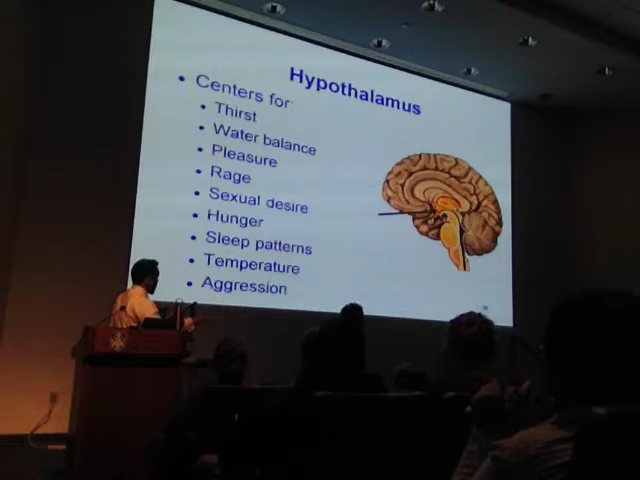 Hypothalamus
• Centers for
• Thirst
• Water balance
• Pleasure
• Rage
• Sexual desire
• Hunger
• Sleep patterns
• Temperature
• Aggression